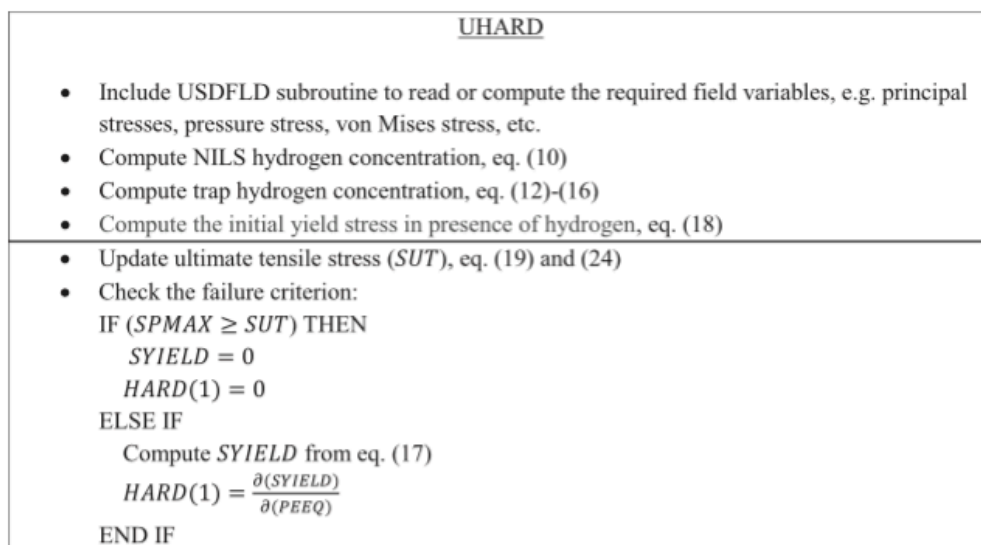 UHARD
• Include USDFLD subroutine to read or compute the required field variables, e.g. principal
stresses, pressure stress, von Mises stress, etc.
• Compute NILS hydrogen concentration, eq. (10)
• Compute trap hydrogen concentration, eq. (12)-(16)
• Compute the initial yield stress in presence of hydrogen, eq. (18)
• Update ultimate tensile stress (SUT), eq. (19) and (24)
• Check the failure criterion:
IF (SPMAX ≥ SUT) THEN
SYIELD = 0
HARD(1) = 0
ELSE IF
Compute SYIELD from eq. (17)
HARD(1) = ∂(SYIELD)/∂(PEEQ)
END IF